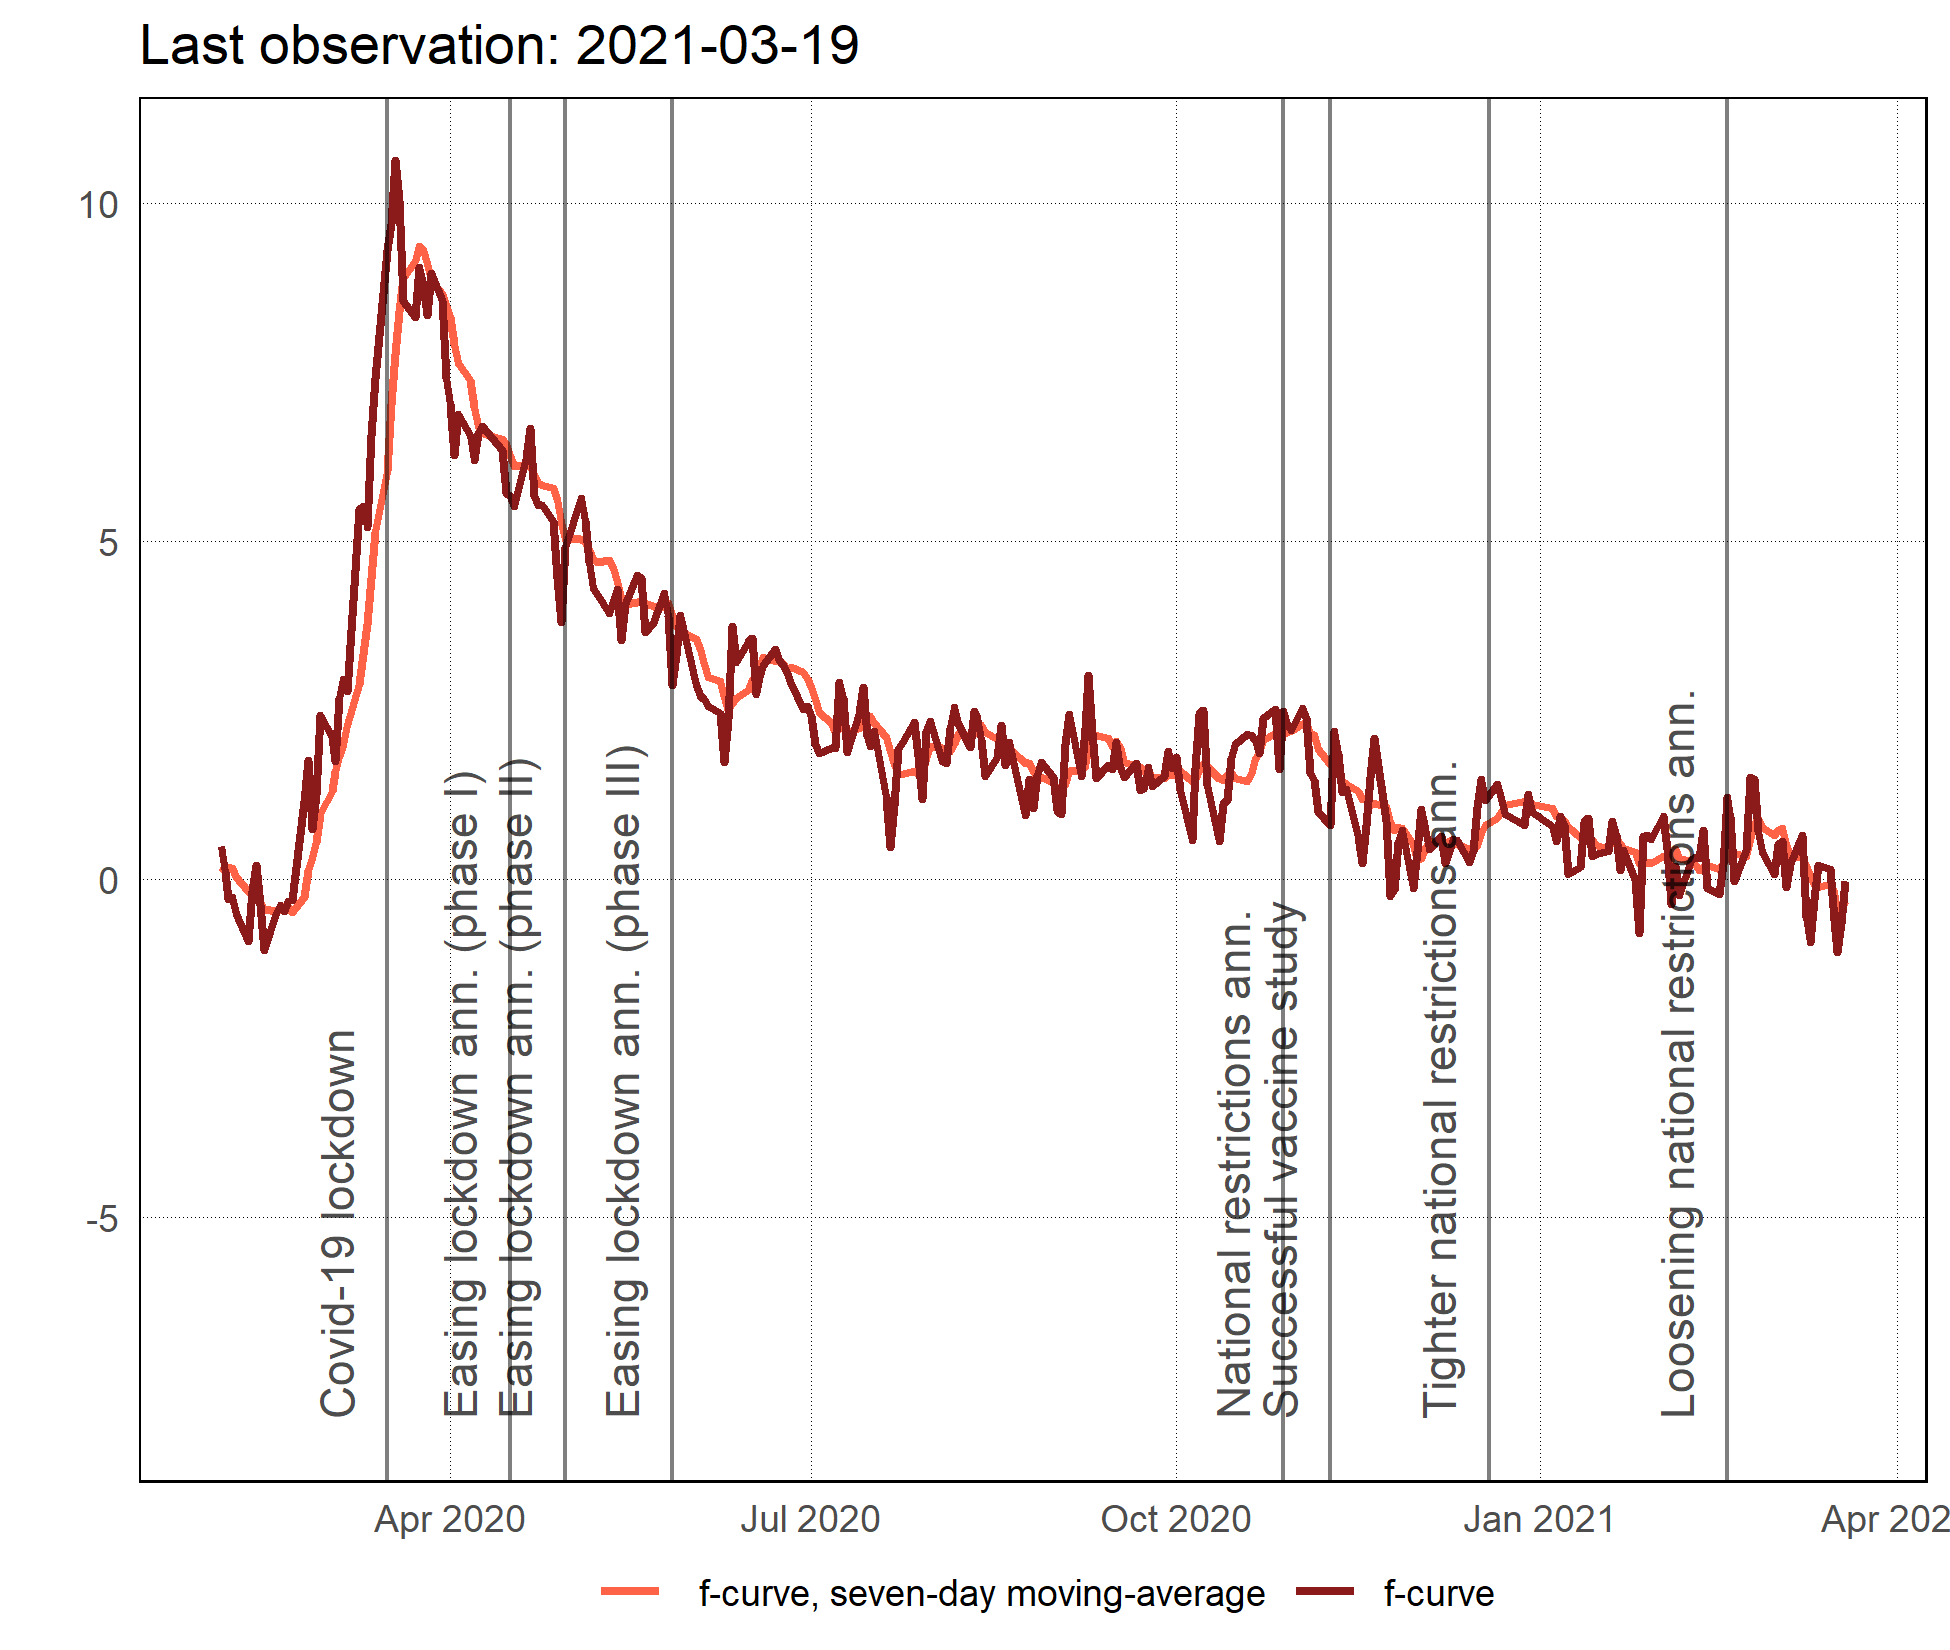 Last observation: 2021-03-19
10
5
0
-5
Covid-19 lockdown
Easing lockdown ann. (phase I)
Easing lockdown ann. (phase II)
Easing lockdown ann. (phase III)
National restrictions ann.
Successful vaccine study
Tighter national restrictions ann.
Loosening national restrictions ann.
Apr 2020
Jul 2020
Oct 2020
Jan 2021
Apr 202
f-curve, seven-day moving-average
f-curve